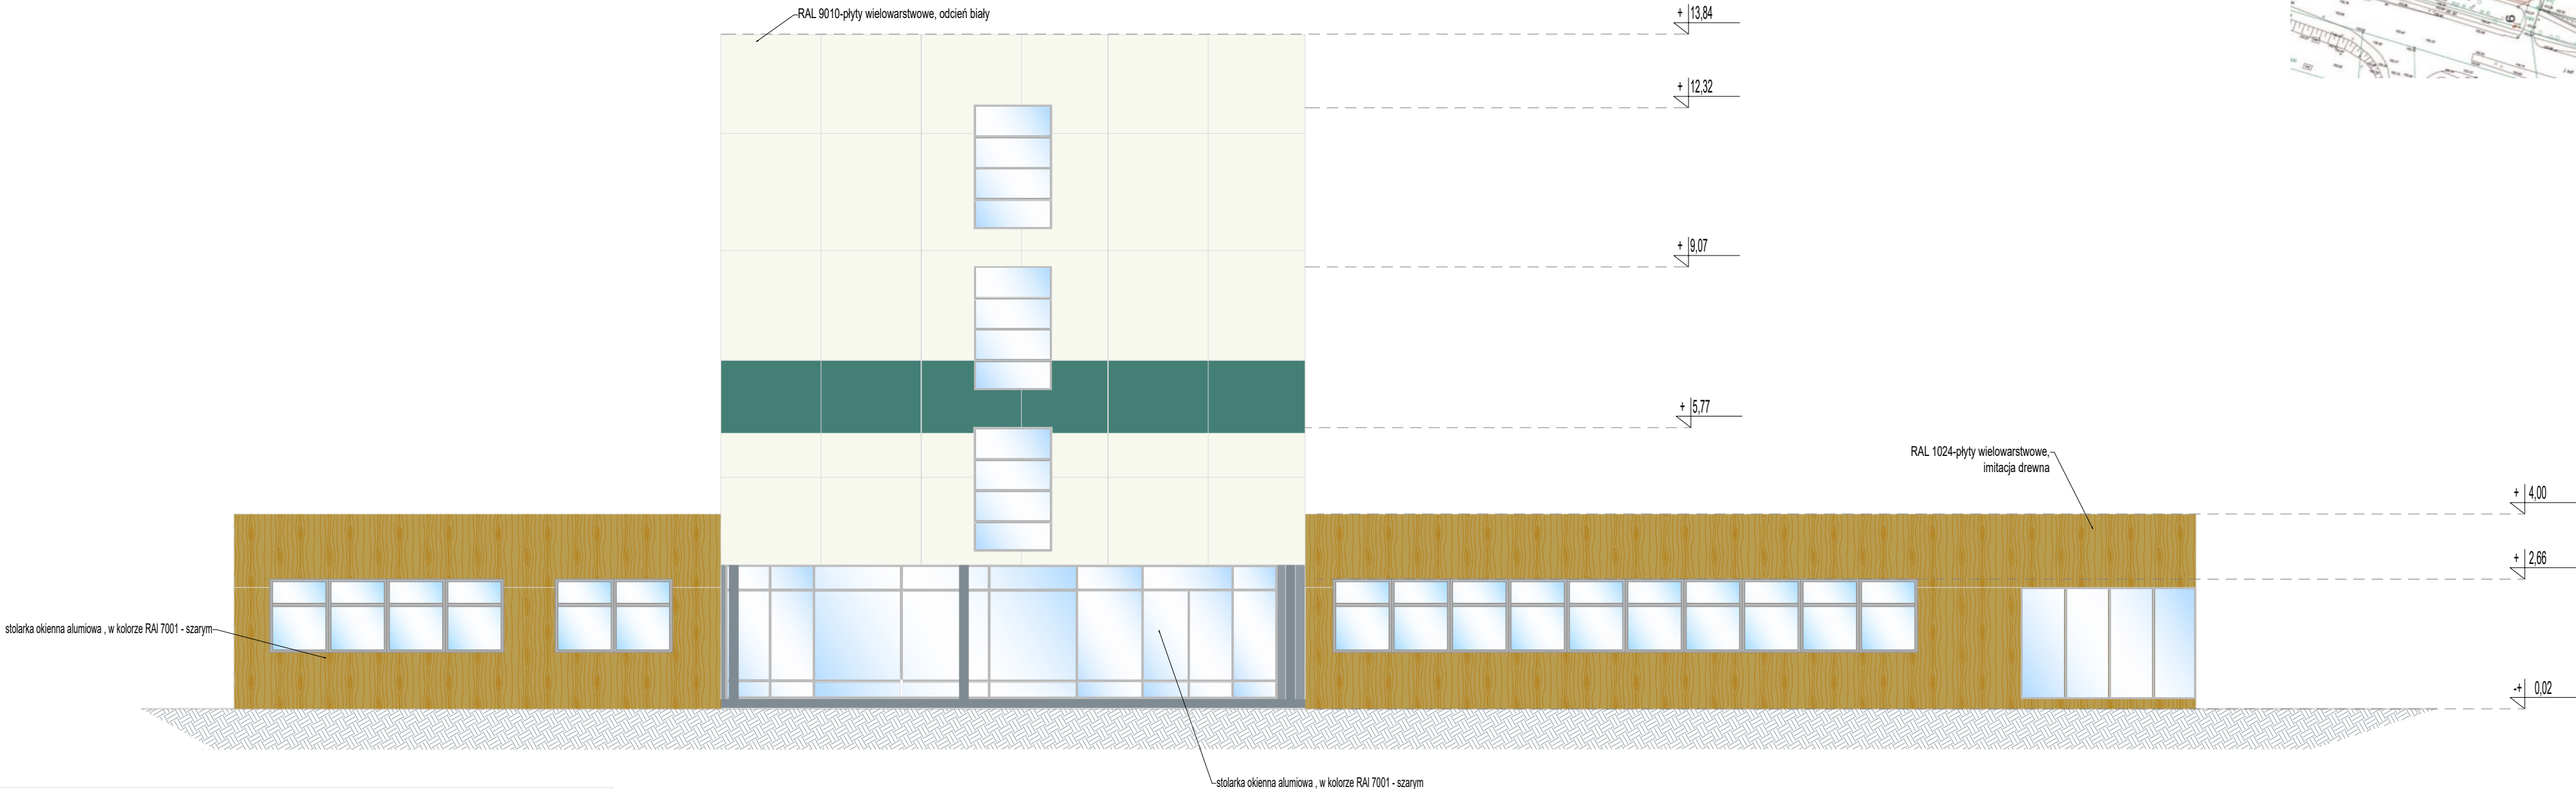 RAL 9010-płyty wielowarstwowe, odcień biały
+ 13,84
+ 12,32
+ 9,07
+ 5,77
RAL 1024-płyty wielowarstwowe,
imitacja drewna
+ 4,00
+ 2,66
stolarka okienna alumiowa , w kolorze RAl 7001 - szarym
-+ 0,02
stolarka okienna alumiowa , w kolorze RAl 7001 - szarym